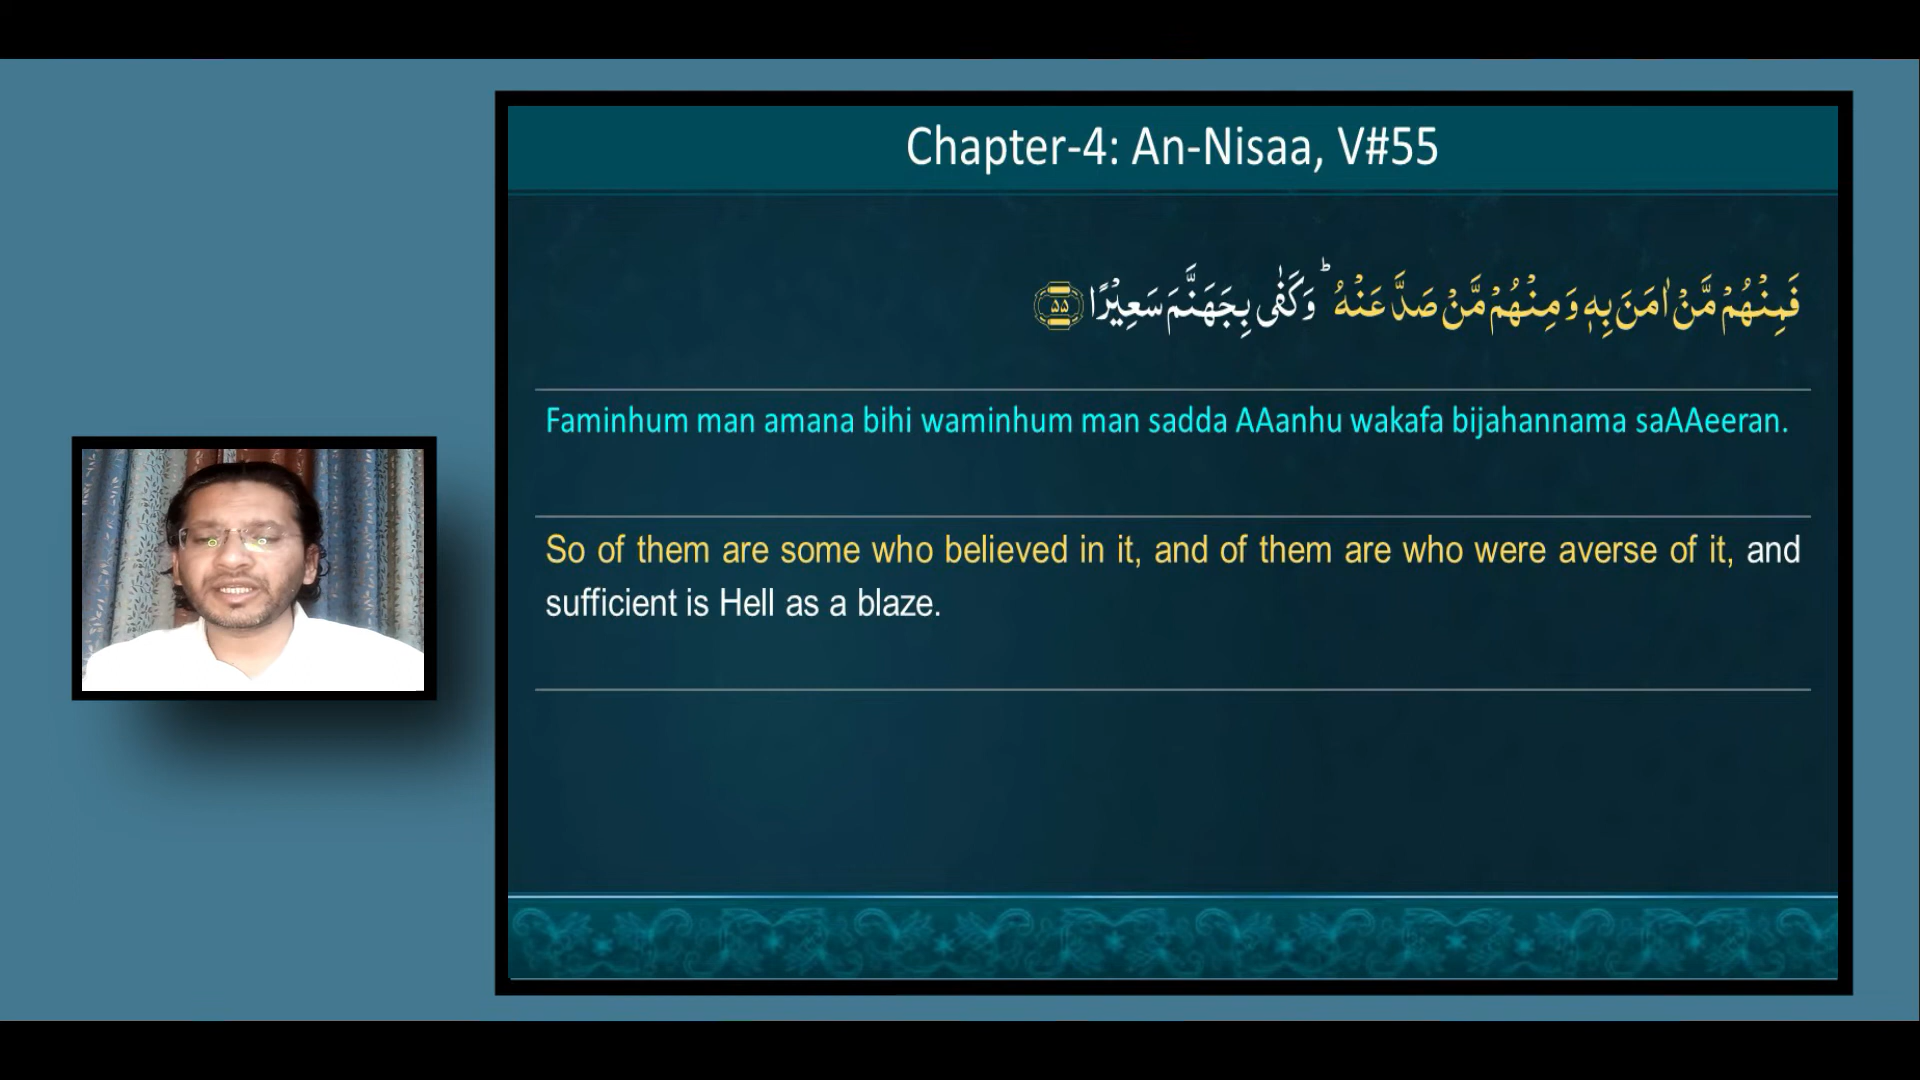 Chapter-4: An-Nisaa, V#55
فَمِنْهُمْ مَّنْ اٰمَنَ بِهٖ وَمِنْهُمْ مَّنْ صَدَّ عَنْهُ ؕ وَكَفٰى بِجَهَنَّمَ سَعِيْرًا ۵۵
Faminhum man amana bihi waminhum man sadda AAanhu wakafa bijahannama saAAeeran.
So of them are some who believed in it, and of them are who were averse of it, and
sufficient is Hell as a blaze.